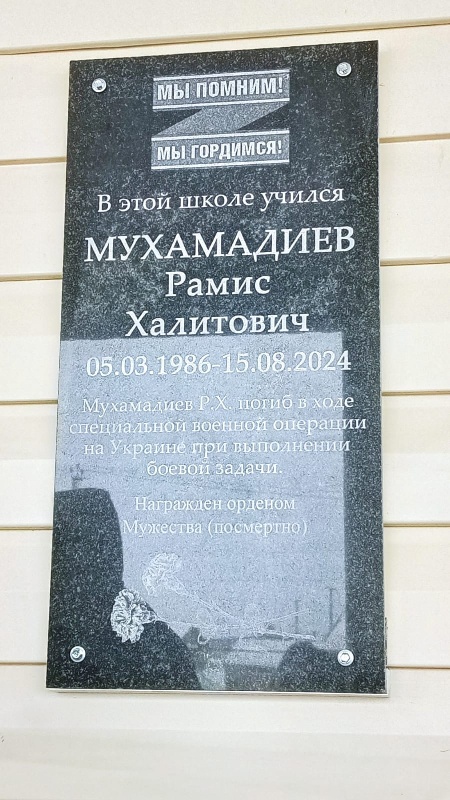 МЫ ПОМНИМ!
МЫ ГОРДИМСЯ!
В этой школе учился
МУХАМАДИЕВ
Рамис
Халитович
05.03.1986-15.08.2024
Мухамадиев Р.Х. погиб в ходе
специальной военной операции
на Украине при выполнении
боевой задачи.
Награжден орденом
Мужества (посмертно)